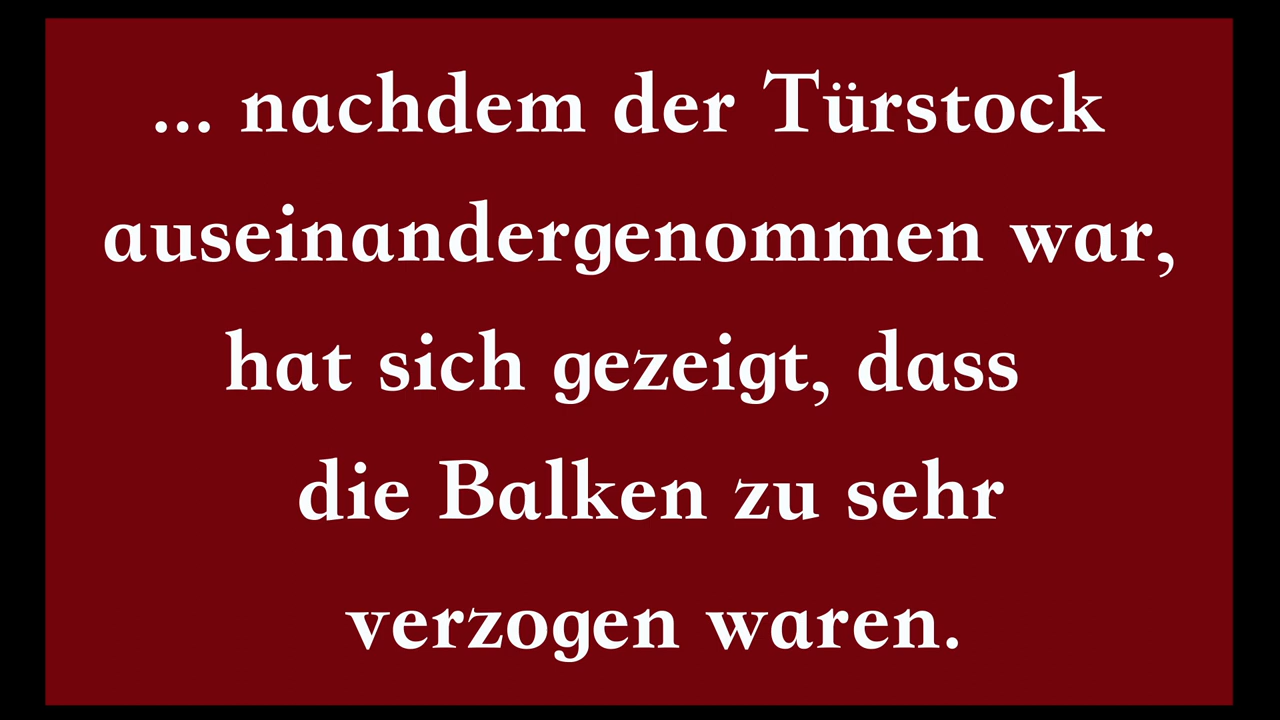 ... nachdem der Türstock
auseinandergenommen war,
hat sich gezeigt, dass
die Balken zu sehr
verzogen waren.